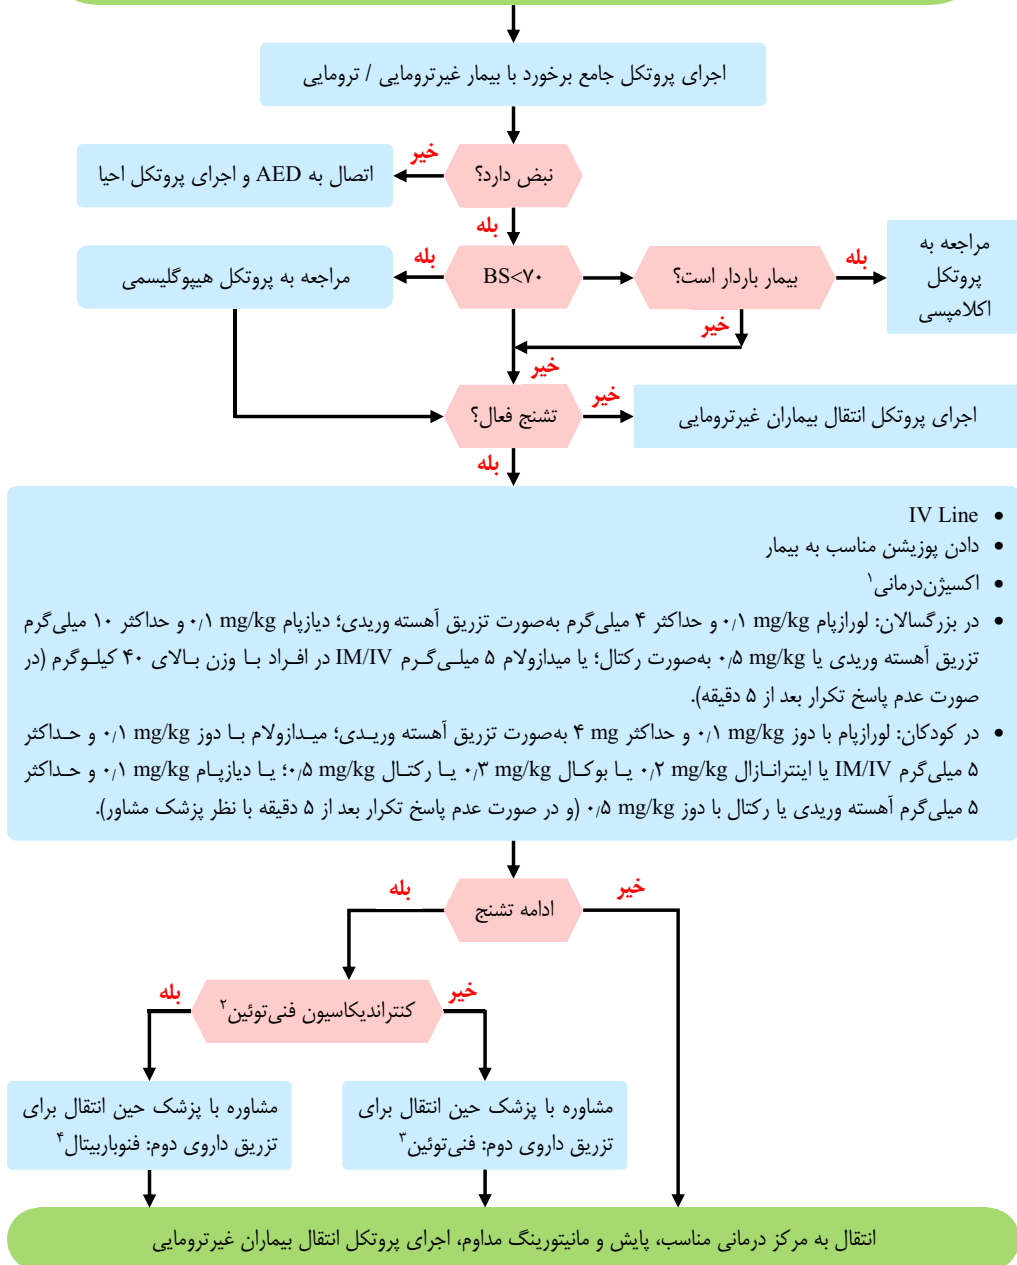 اجرای پروتکل جامع برخورد با بیمار غیرترومایی / ترومایی
نبض دارد؟
خیر
اتصال به AED و اجرای پروتکل احیا
بله
مراجعه به
پروتکل
اکلامپسی
بله
بیمار باردار است؟
BS<۷۰
بله
مراجعه به پروتکل هیپوگلیسمی
خیر
خیر
تشنج فعال؟
خیر
اجرای پروتکل انتقال بیماران غیرترومایی
بله
• IV Line
• دادن پوزیشن مناسب به بیمار
• اکسیژن‌درمانی۱
• در بزرگسالان: لورازپام ۰٫۱ mg/kg و حداکثر ۴ میلی‌گرم به‌صورت تزریق آهسته وریدی؛ دیازپام ۰٫۱ mg/kg و حداکثر ۱۰ میلی‌گرم
تزریق آهسته وریدی یا ۰٫۵ mg/kg به‌صورت رکتال؛ یا میدازولام ۵ میلی‌گرم IM/IV در افراد با وزن بالای ۴۰ کیلوگرم (در
صورت عدم پاسخ تکرار بعد از ۵ دقیقه).
• در کودکان: لورازپام با دوز ۰٫۱ mg/kg و حداکثر ۴ mg به‌صورت تزریق آهسته وریدی؛ میدازولام با دوز ۰٫۱ mg/kg و حداکثر
۵ میلی‌گرم IM/IV یا اینترانازال ۰٫۲ mg/kg یا بوکال ۰٫۳ mg/kg یا رکتال ۰٫۵ mg/kg؛ یا دیازپام ۰٫۱ mg/kg و حداکثر
۵ میلی‌گرم آهسته وریدی یا رکتال با دوز ۰٫۵ mg/kg (و در صورت عدم پاسخ تکرار بعد از ۵ دقیقه با نظر پزشک مشاور).
خیر
ادامه تشنج
بله
خیر
کنتراندیکاسیون فنی‌توئین۲
بله
مشاوره با پزشک حین انتقال برای
تزریق داروی دوم: فنی‌توئین۳
مشاوره با پزشک حین انتقال برای
تزریق داروی دوم: فنوباربیتال۴
انتقال به مرکز درمانی مناسب، پایش و مانیتورینگ مداوم، اجرای پروتکل انتقال بیماران غیرترومایی